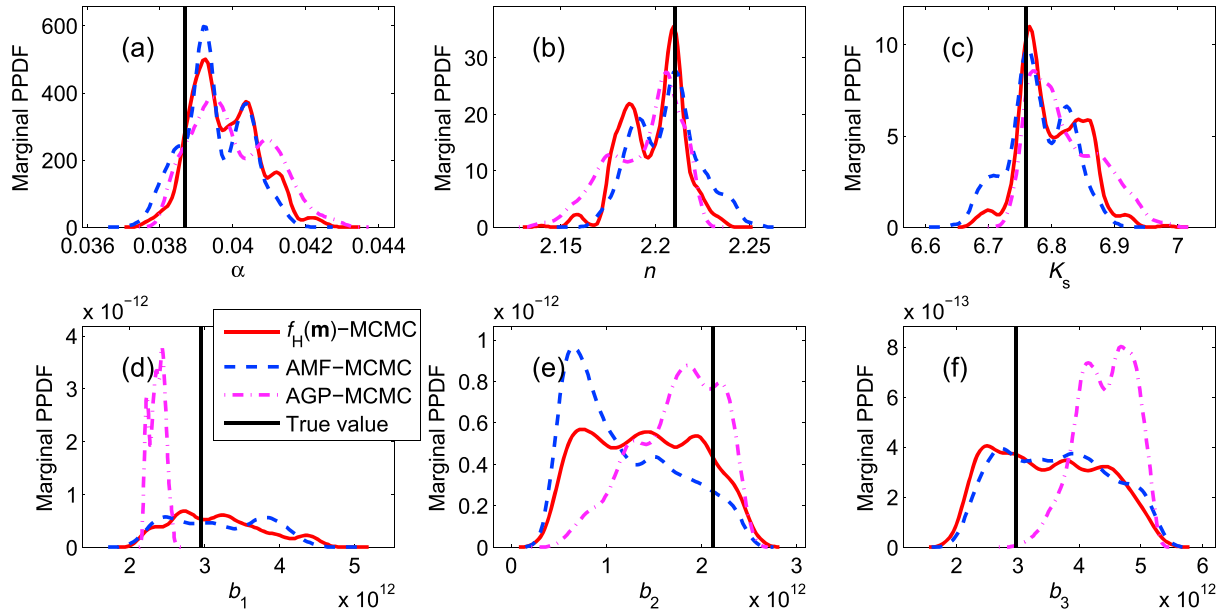 (a)
Marginal PPDF
600
400
200
0
0.036 0.038 0.04 0.042 0.044
α
(b)
Marginal PPDF
30
20
10
0
2.15 2.2 2.25
n
(c)
Marginal PPDF
10
5
0
6.6 6.7 6.8 6.9 7
Ks
x 10−12
(d)
Marginal PPDF
4
3
2
1
0
2 3 4 5
x 10 12
b1
fH(m)−MCMC
AMF−MCMC
AGP−MCMC
True value
x 10−12
(e)
Marginal PPDF
1
0.8
0.6
0.4
0.2
0
0 1 2 3
x 10 12
b2
x 10−13
(f)
Marginal PPDF
8
6
4
2
0
2 3 4 5 6
x 10 12
b3